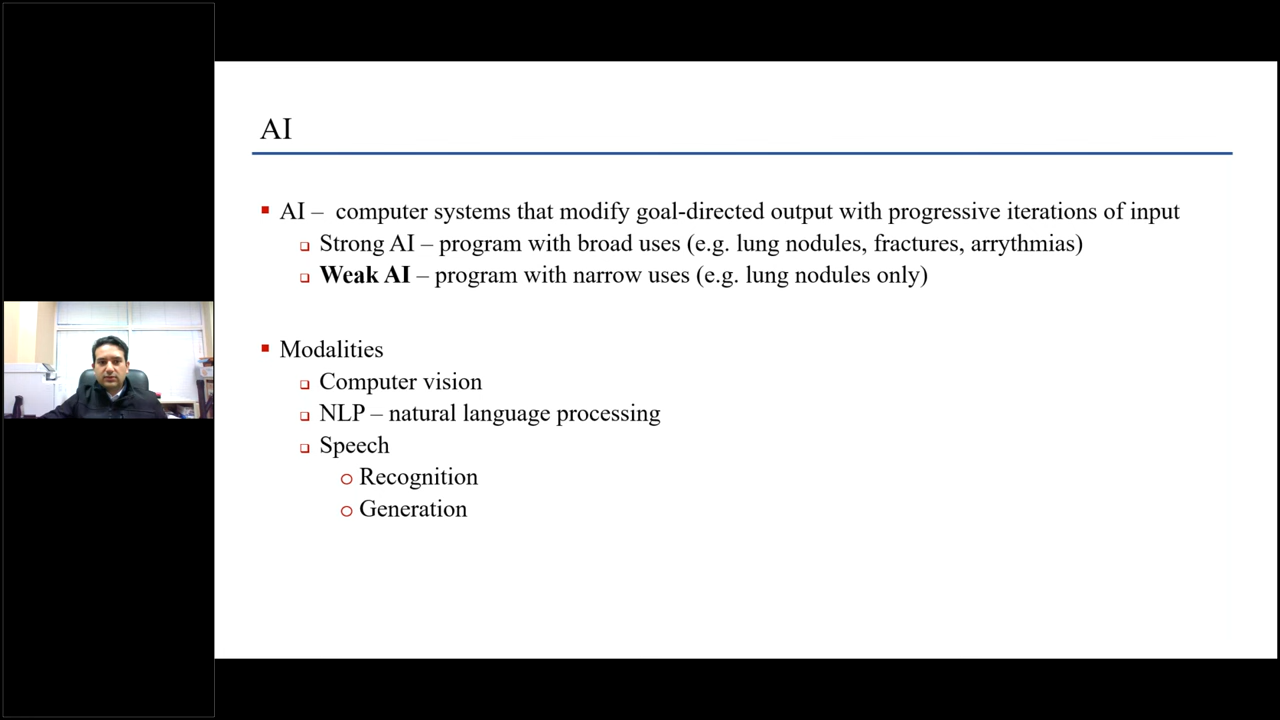 AI
AI – computer systems that modify goal-directed output with progressive iterations of input
Strong AI – program with broad uses (e.g. lung nodules, fractures, arrythmias)
Weak AI – program with narrow uses (e.g. lung nodules only)
Modalities
Computer vision
NLP – natural language processing
Speech
Recognition
Generation